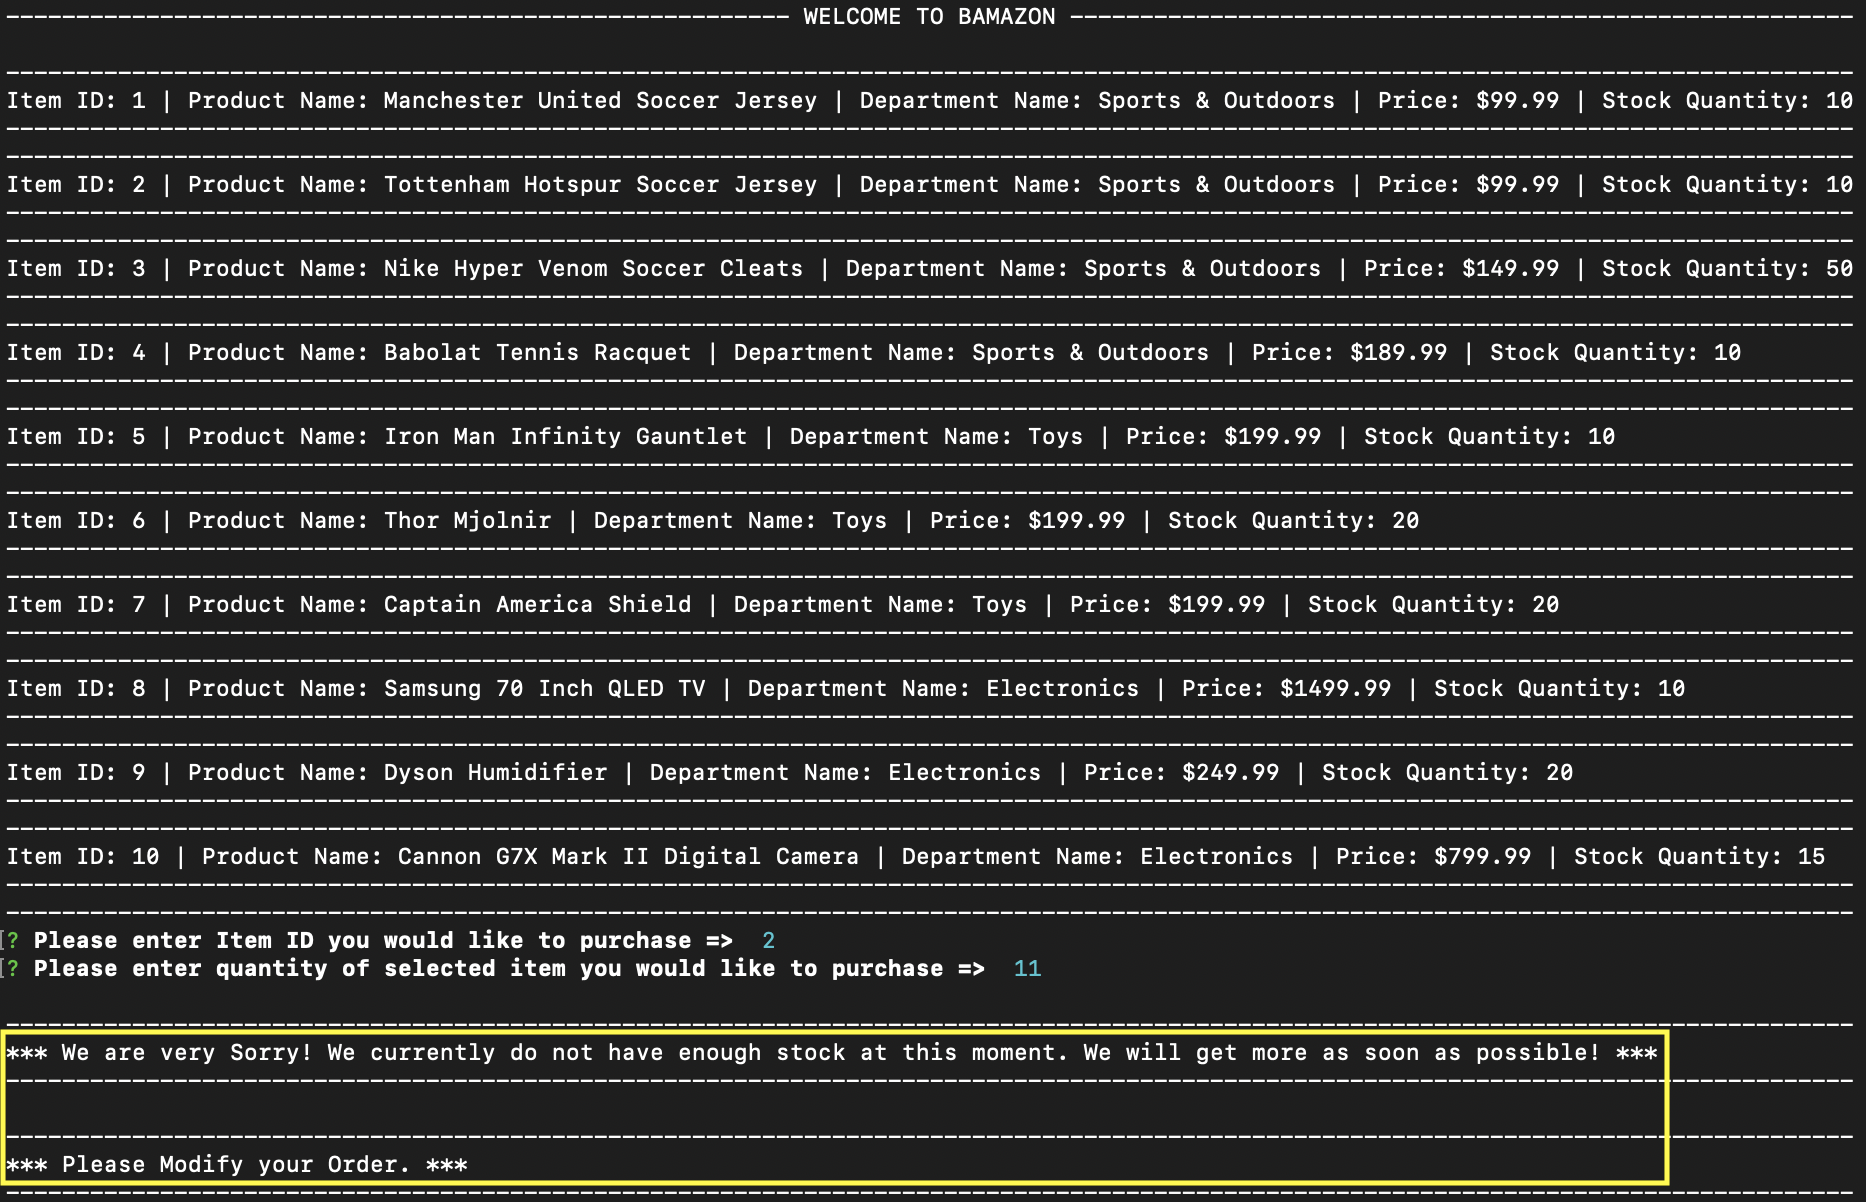 WELCOME TO BAMAZON
Item ID: 1 | Product Name: Manchester United Soccer Jersey | Department Name: Sports & Outdoors | Price: $99.99 | Stock Quantity: 10
Item ID: 2 | Product Name: Tottenham Hotspur Soccer Jersey | Department Name: Sports & Outdoors | Price: $99.99 | Stock Quantity: 10
Item ID: 3 | Product Name: Nike Hyper Venom Soccer Cleats | Department Name: Sports & Outdoors | Price: $149.99 | Stock Quantity: 50
Item ID: 4 | Product Name: Babolat Tennis Racquet | Department Name: Sports & Outdoors | Price: $189.99 | Stock Quantity: 10
Item ID: 5 | Product Name: Iron Man Infinity Gauntlet | Department Name: Toys | Price: $199.99 | Stock Quantity: 10
Item ID: 6 | Product Name: Thor Mjolnir | Department Name: Toys | Price: $199.99 | Stock Quantity: 20
Item ID: 7 | Product Name: Captain America Shield | Department Name: Toys | Price: $199.99 | Stock Quantity: 20
Item ID: 8 | Product Name: Samsung 70 Inch QLED TV | Department Name: Electronics | Price: $1499.99 | Stock Quantity: 10
Item ID: 9 | Product Name: Dyson Humidifier | Department Name: Electronics | Price: $249.99 | Stock Quantity: 20
Item ID: 10 | Product Name: Cannon G7X Mark II Digital Camera | Department Name: Electronics | Price: $799.99 | Stock Quantity: 15
? Please enter Item ID you would like to purchase => 2
? Please enter quantity of selected item you would like to purchase => 11
*** We are very Sorry! We currently do not have enough stock at this moment. We will get more as soon as possible! ***
*** Please Modify your Order. ***